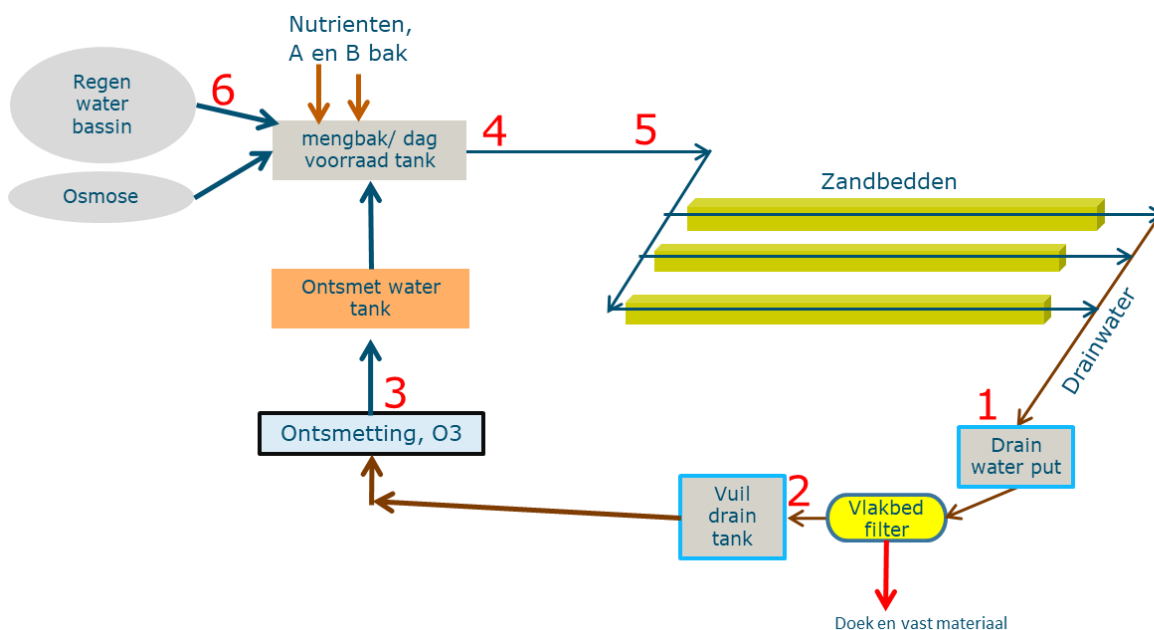 Nutrienten,
A en B bak
Regen
water
bassin
6
mengbak/ dag
voorraad tank
4
5
Osmose
Zandbedden
Ontsmet water
tank
Drainwater
3
1
Ontsmetting, O3
Drain
water put
Vuil
drain
tank
2
Vlakbed
filter
Doek en vast materiaal